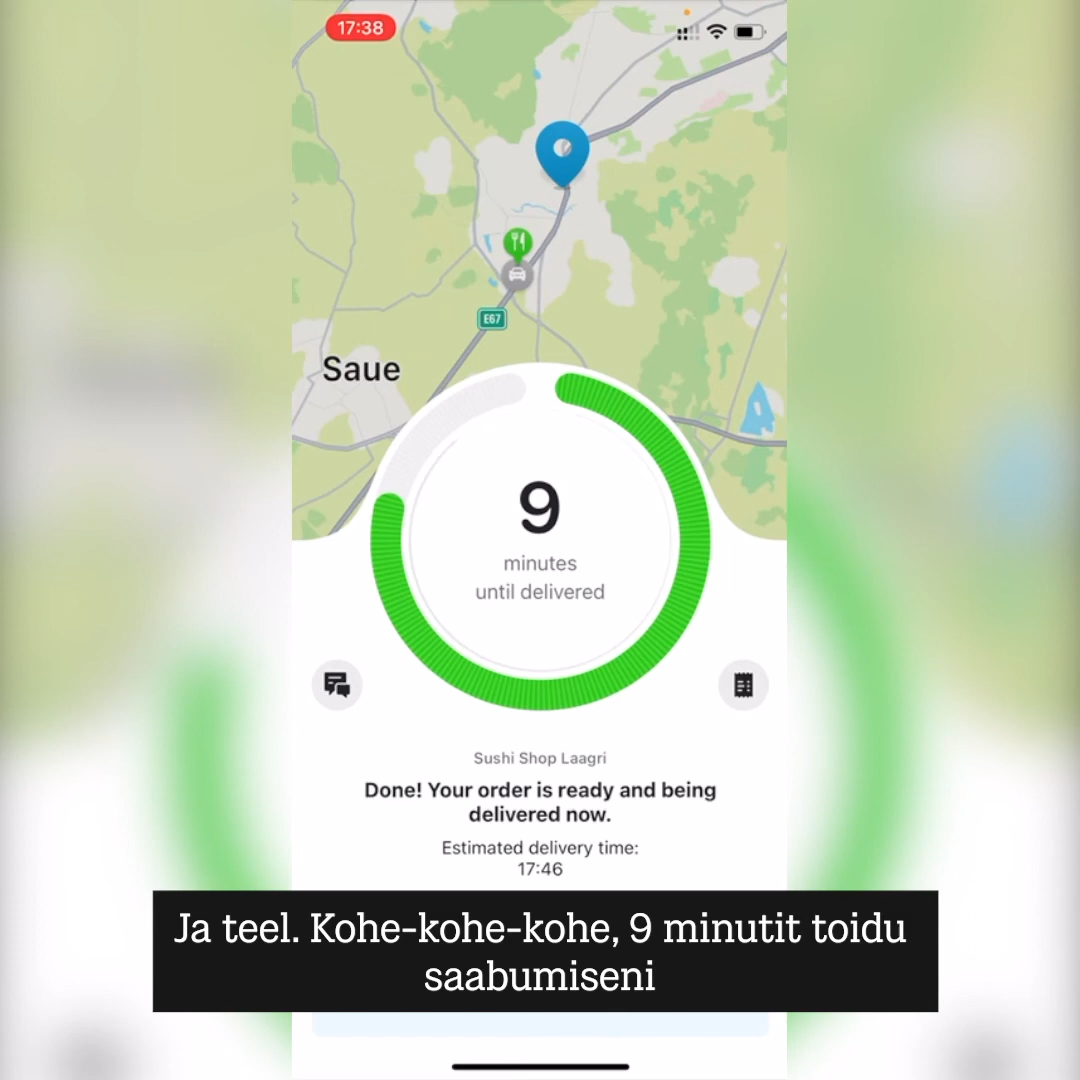 17:38
E67
Saue
9
minutes
until delivered
Sushi Shop Laagri
Done! Your order is ready and being
delivered now.
Estimated delivery time:
17:46
Ja teel. Kohe-kohe-kohe, 9 minutit toidu
saabumiseni